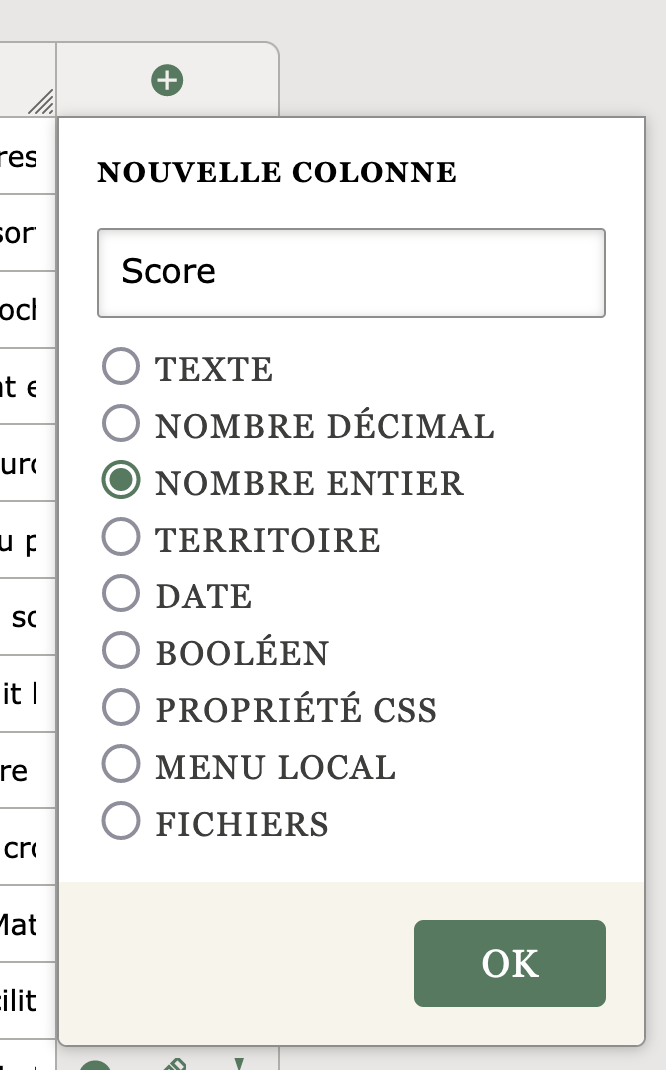 NOUVELLE COLONNE
Score
TEXTE
NOMBRE DÉCIMAL
NOMBRE ENTIER
TERRITOIRE
DATE
BOOLÉEN
PROPRIÉTÉ CSS
MENU LOCAL
FICHIERS
OK